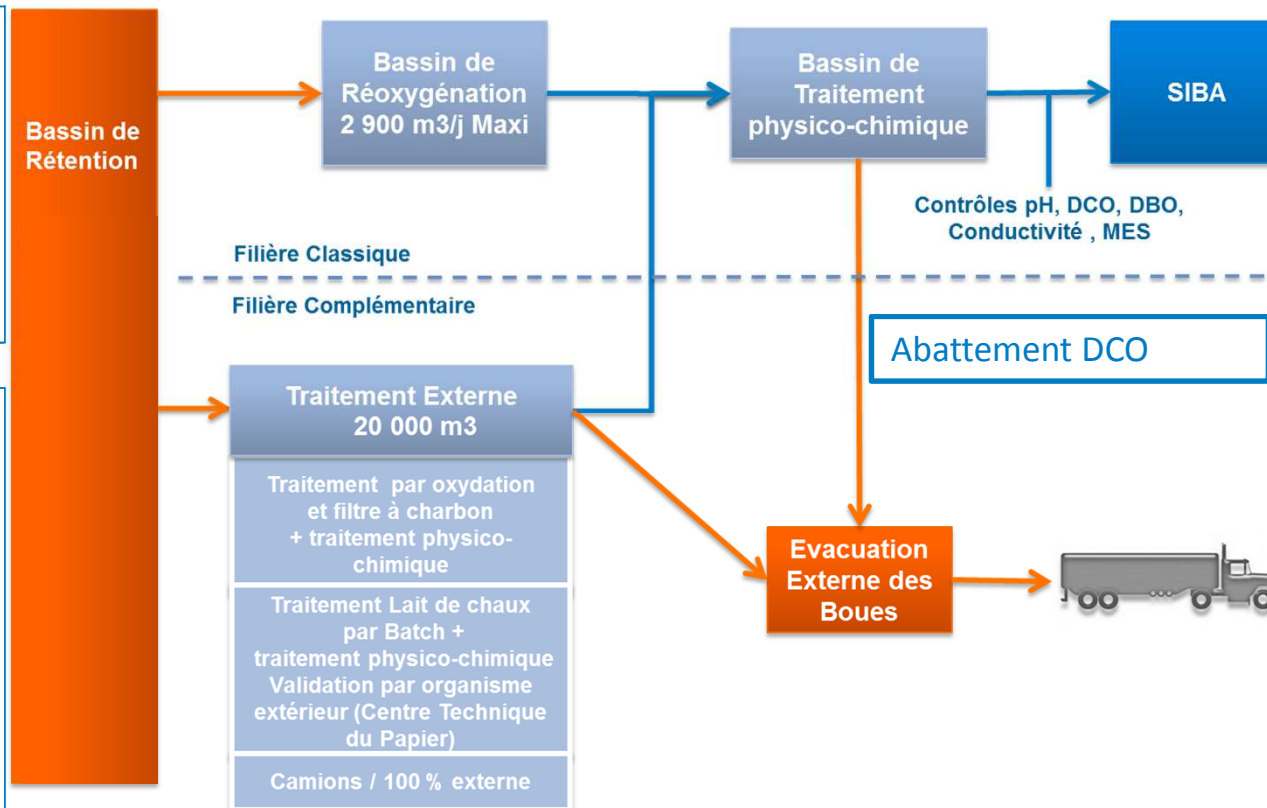 Bassin de
Rétention
Bassin de
Réoxygénation
2 900 m3/j Maxi
Bassin de
Traitement
physico-chimique
SIBA
Contrôles pH, DCO, DBO,
Conductivité , MES
Filière Classique
Filière Complémentaire
Abattement DCO
Traitement Externe
20 000 m3
Traitement par oxydation
et filtre à charbon
+ traitement physico-
chimique
Traitement Lait de chaux
par Batch +
traitement physico-chimique
Validation par organisme
extérieur (Centre Technique
du Papier)
Camions / 100 % externe
Evacuation
Externe des
Boues